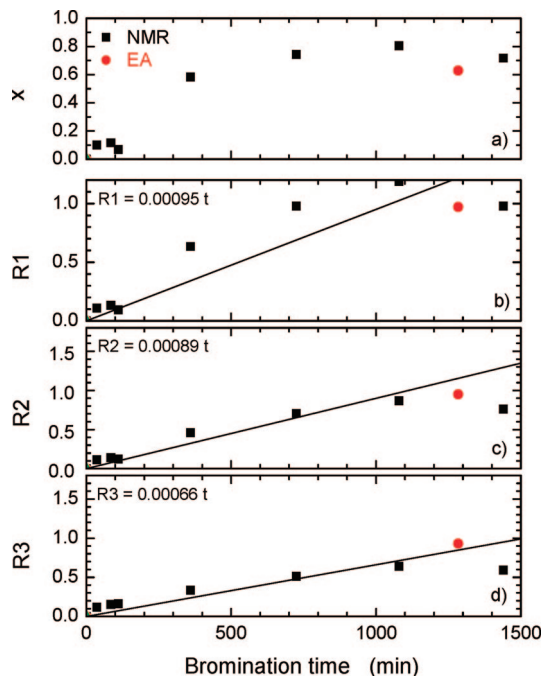 1.0
0.8
0.6
0.4
0.2
0.0
x
NMR
EA
a)
1.0
0.5
0.0
R1
R1 = 0.00095 t
b)
1.5
1.0
0.5
0.0
R2
R2 = 0.00089 t
c)
1.5
1.0
0.5
0.0
R3
R3 = 0.00066 t
d)
0 500 1000 1500
Bromination time (min)